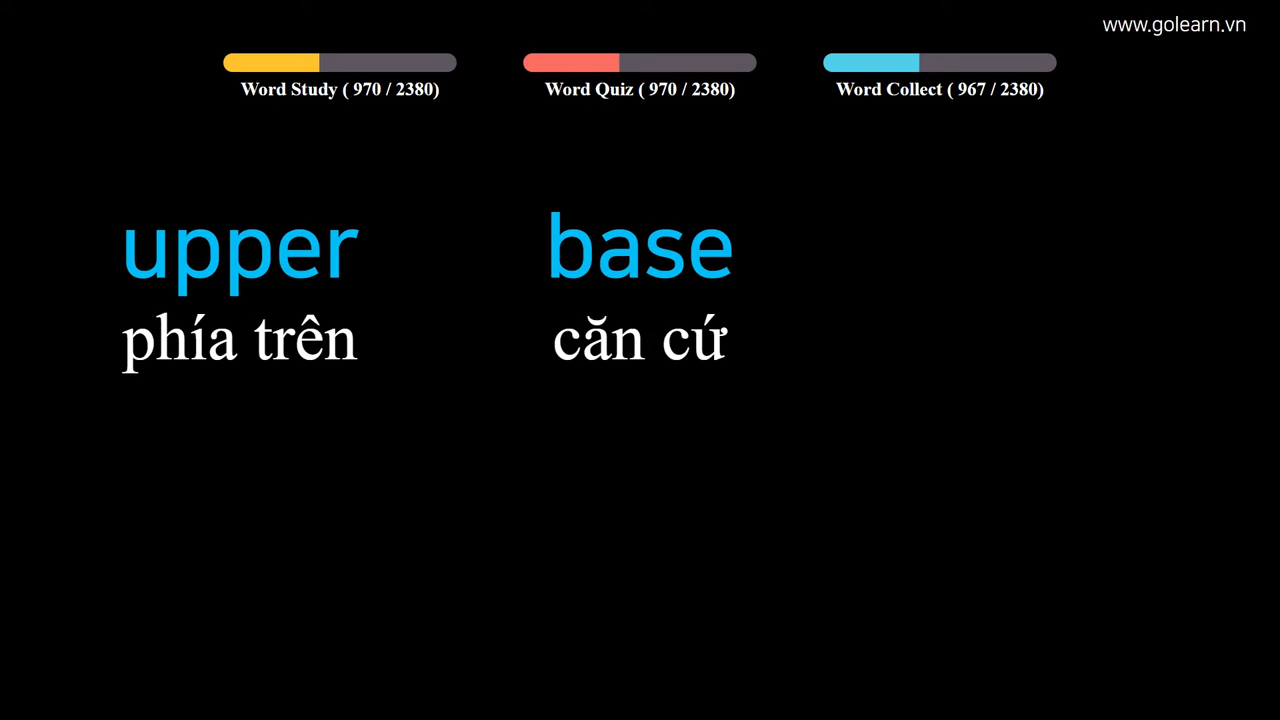 www.golearn.vn
Word Study ( 970 / 2380)
Word Quiz ( 970 / 2380)
Word Collect ( 967 / 2380)
upper
phía trên
base
căn cứ